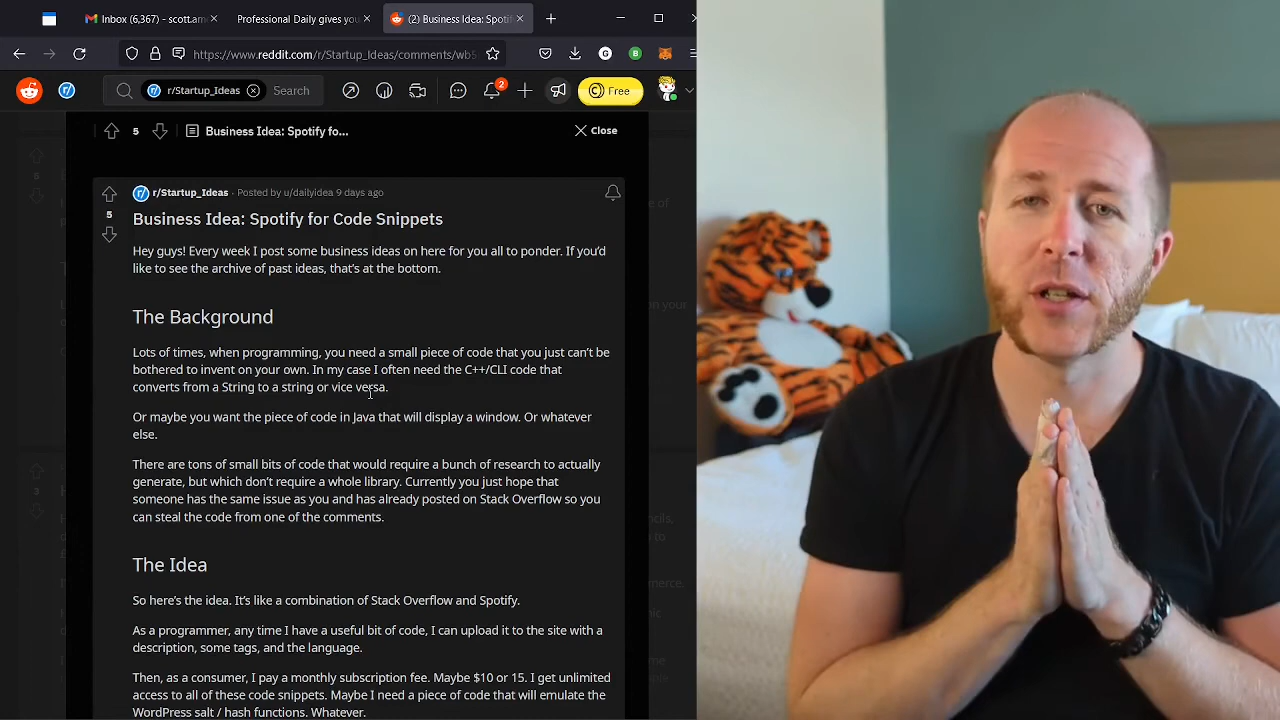 Inbox (6,367) - scott.ame
Professional Daily gives you
(2) Business Idea: Spotif
https://www.reddit.com/r/Startup_Ideas/comments/wb5
G
B
r/
r/Startup_Ideas
Search
2
Free
5
Business Idea: Spotify fo...
Close
r/Startup_Ideas · Posted by u/dailyidea 9 days ago
5
Business Idea: Spotify for Code Snippets
Hey guys! Every week I post some business ideas on here for you all to ponder. If you'd
like to see the archive of past ideas, that's at the bottom.
The Background
Lots of times, when programming, you need a small piece of code that you just can't be
bothered to invent on your own. In my case I often need the C++/CLI code that
converts from a String to a string or vice versa.
Or maybe you want the piece of code in Java that will display a window. Or whatever
else.
There are tons of small bits of code that would require a bunch of research to actually
generate, but which don't require a whole library. Currently you just hope that
someone has the same issue as you and has already posted on Stack Overflow so you
can steal the code from one of the comments.
The Idea
So here's the idea. It's like a combination of Stack Overflow and Spotify.
As a programmer, any time I have a useful bit of code, I can upload it to the site with a
description, some tags, and the language.
Then, as a consumer, I pay a monthly subscription fee. Maybe $10 or 15. I get unlimited
access to all of these code snippets. Maybe I need a piece of code that will emulate the
WordPress salt / hash functions. Whatever.